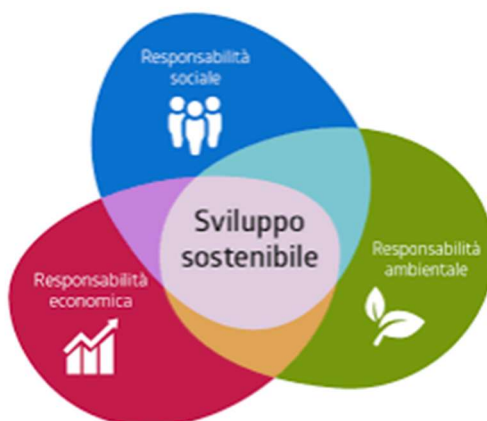 Responsabilità
sociale
Sviluppo
sostenibile
Responsabilità
ambientale
Responsabilità
economica